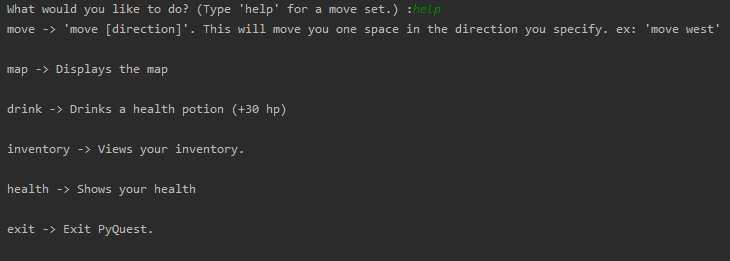 What would you like to do? (Type 'help' for a move set.) :help
move -> 'move [direction]'. This will move you one space in the direction you specify. ex: 'move west'
map -> Displays the map
drink -> Drinks a health potion (+30 hp)
inventory -> Views your inventory.
health -> Shows your health
exit -> Exit PyQuest.